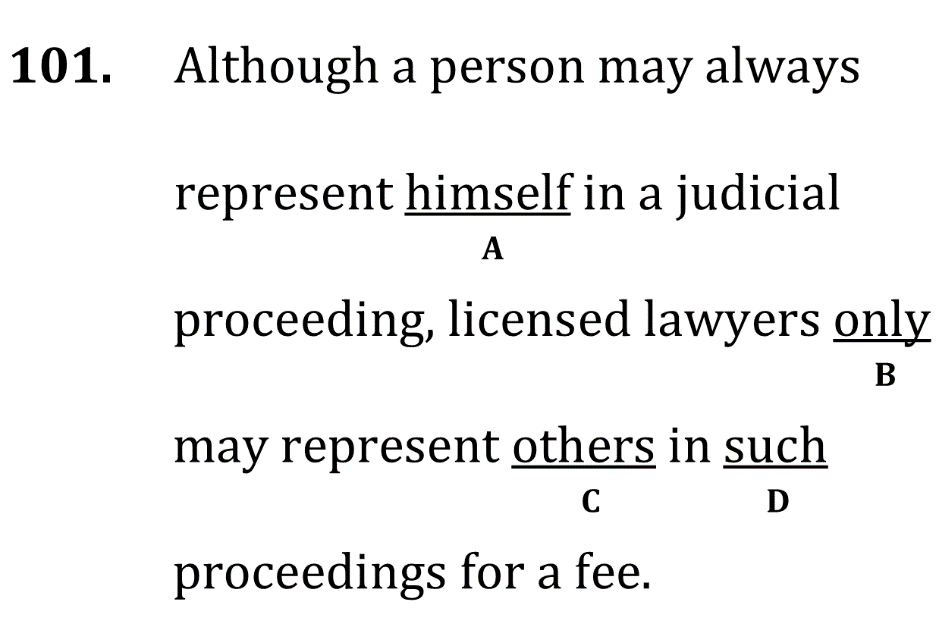 101. Although a person may always
represent himself in a judicial
A
proceeding, licensed lawyers only
B
may represent others in such
C D
proceedings for a fee.